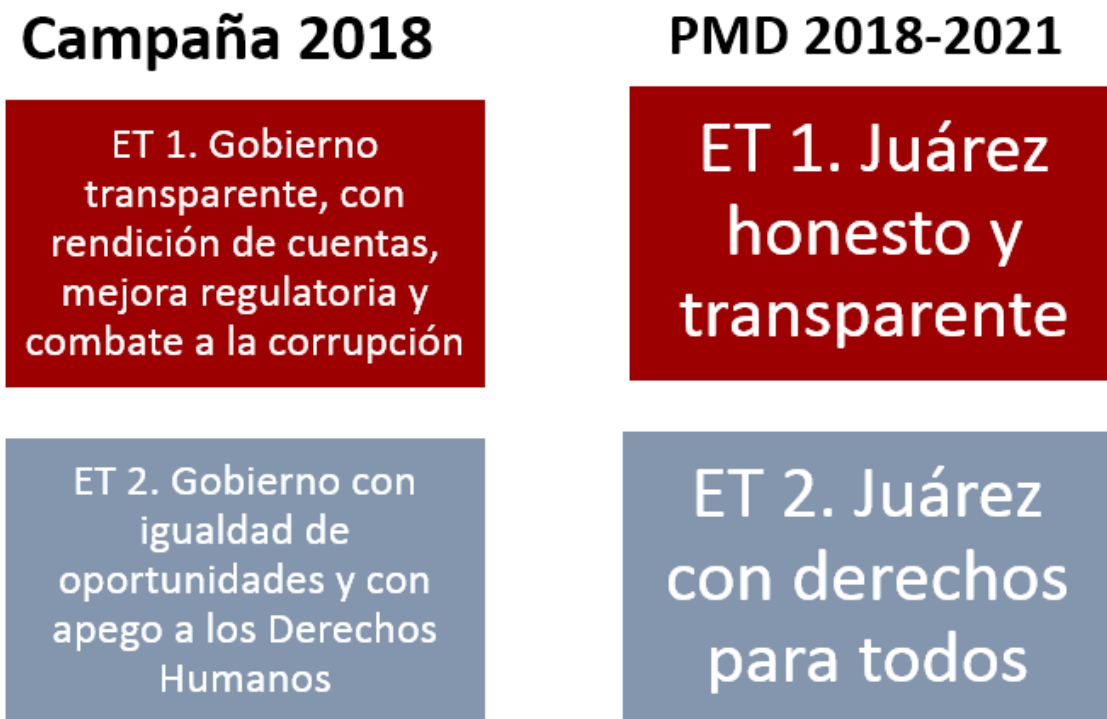 Campaña 2018
PMD 2018-2021
ET 1. Gobierno
transparente, con
rendición de cuentas,
mejora regulatoria y
combate a la corrupción
ET 1. Juárez
honesto y
transparente
ET 2. Gobierno con
igualdad de
oportunidades y con
apego a los Derechos
Humanos
ET 2. Juárez
con derechos
para todos